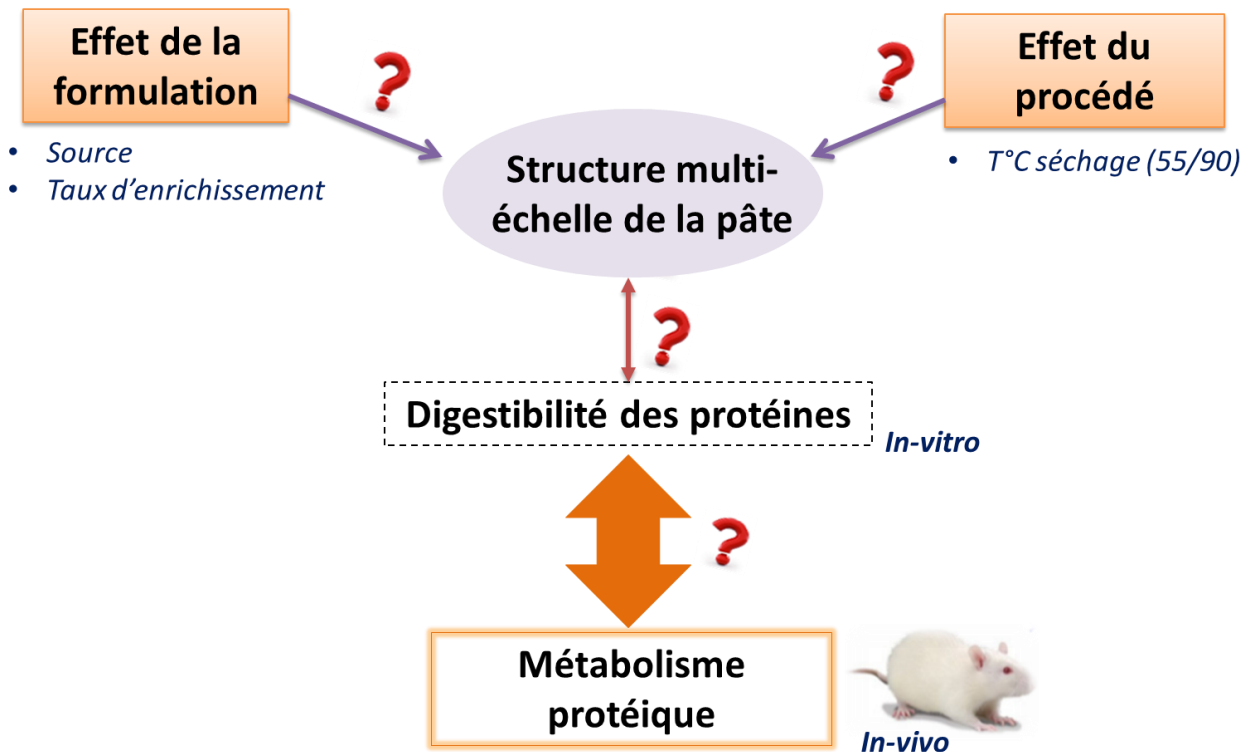 Effet de la
formulation
?
• Source
• Taux d'enrichissement
?
Effet du
procédé
• T°C séchage (55/90)
Structure multi-
échelle de la pâte
?
Digestibilité des protéines
In-vitro
?
Métabolisme
protéique
In-vivo